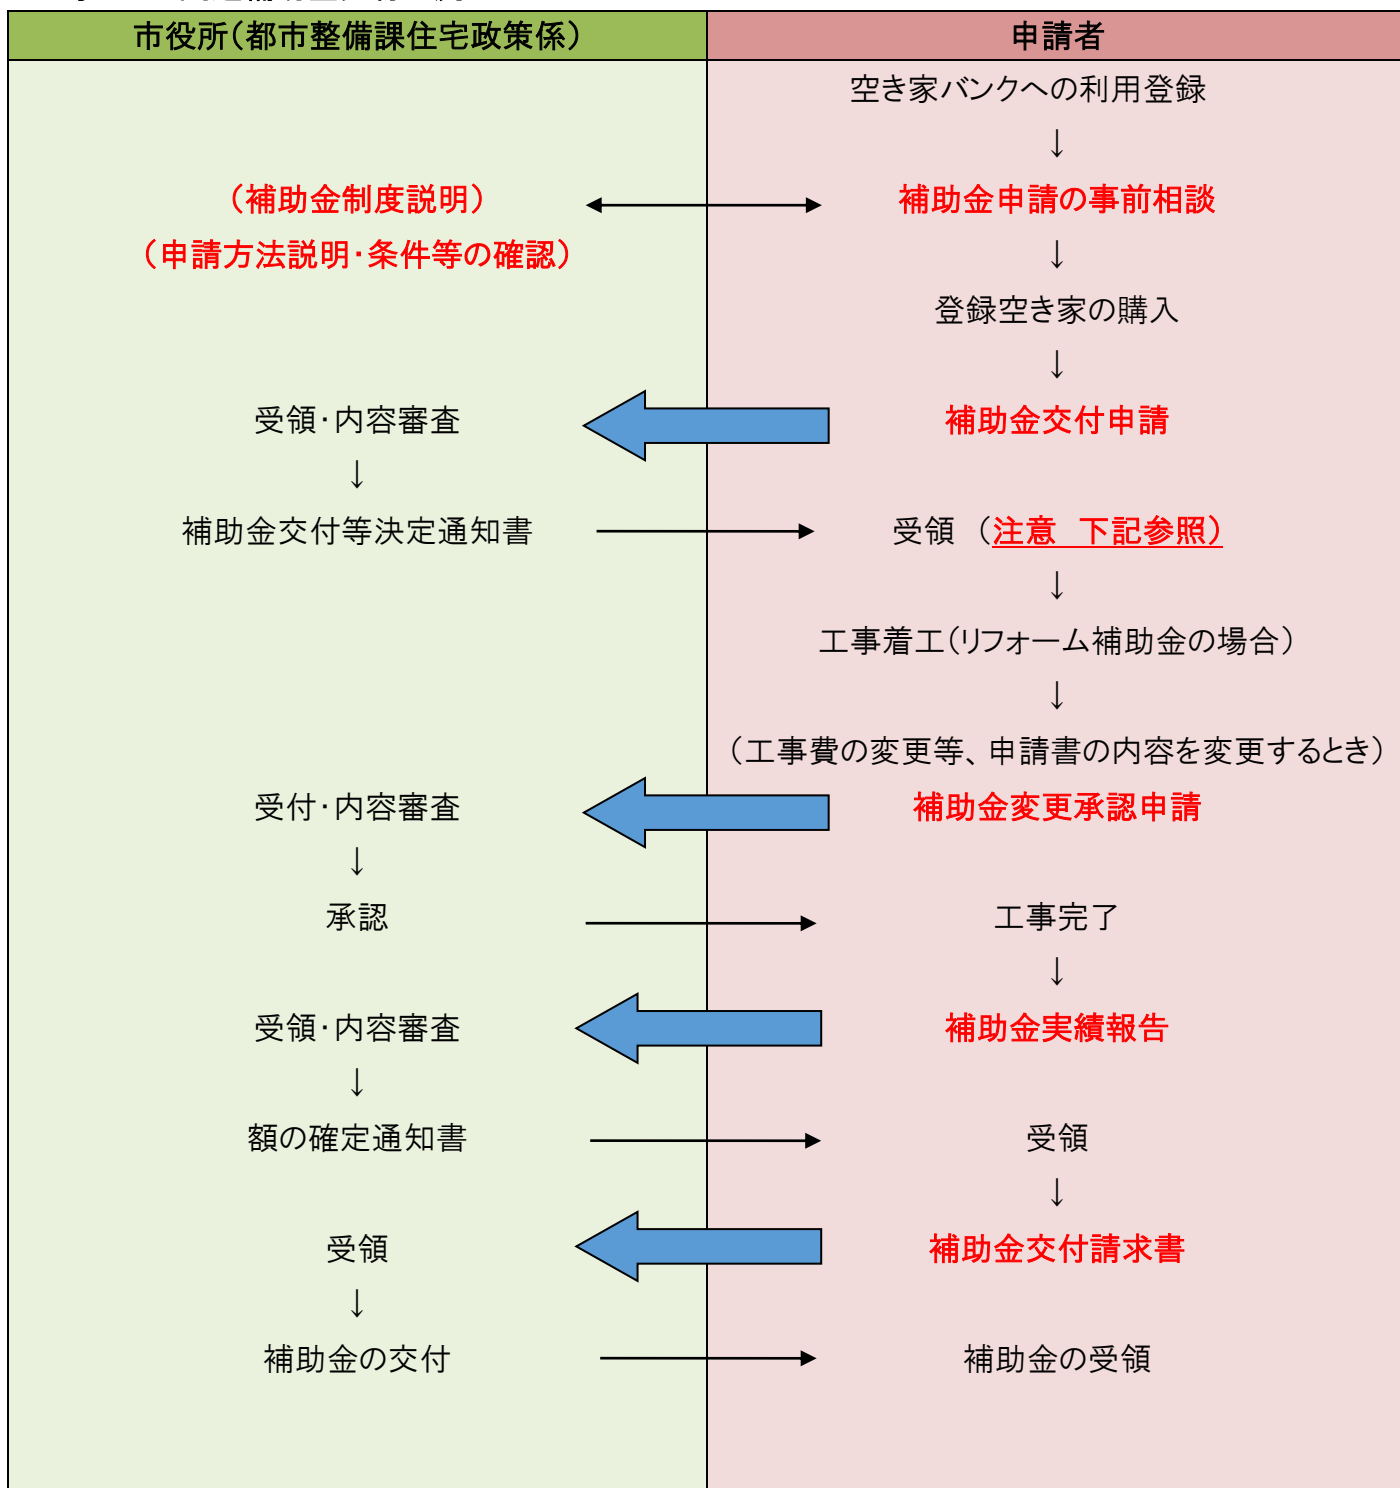 市役所（都市整備課住宅政策係）
申請者
空き家バンクへの利用登録
↓
（補助金制度説明）
補助金申請の事前相談
（申請方法説明・条件等の確認）
↓
登録空き家の購入
↓
受領・内容審査
補助金交付申請
↓
補助金交付等決定通知書
受領　（注意　下記参照）
↓
工事着工（リフォーム補助金の場合）
↓
（工事費の変更等、申請書の内容を変更するとき）
受付・内容審査
補助金変更承認申請
↓
承認
工事完了
↓
受領・内容審査
補助金実績報告
↓
額の確定通知書
受領
↓
受領
補助金交付請求書
↓
補助金の交付
補助金の受領